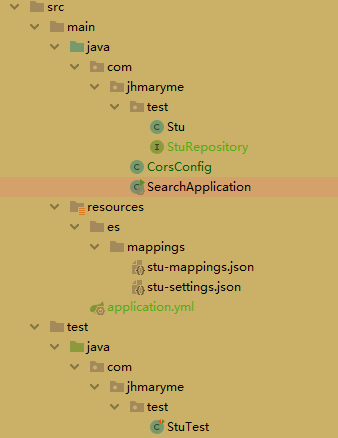 src
main
java
com
jhmaryme
test
Stu
StuRepository
CorsConfig
SearchApplication
resources
es
mappings
stu-mappings.json
stu-settings.json
application.yml
test
java
com
jhmaryme
test
StuTest